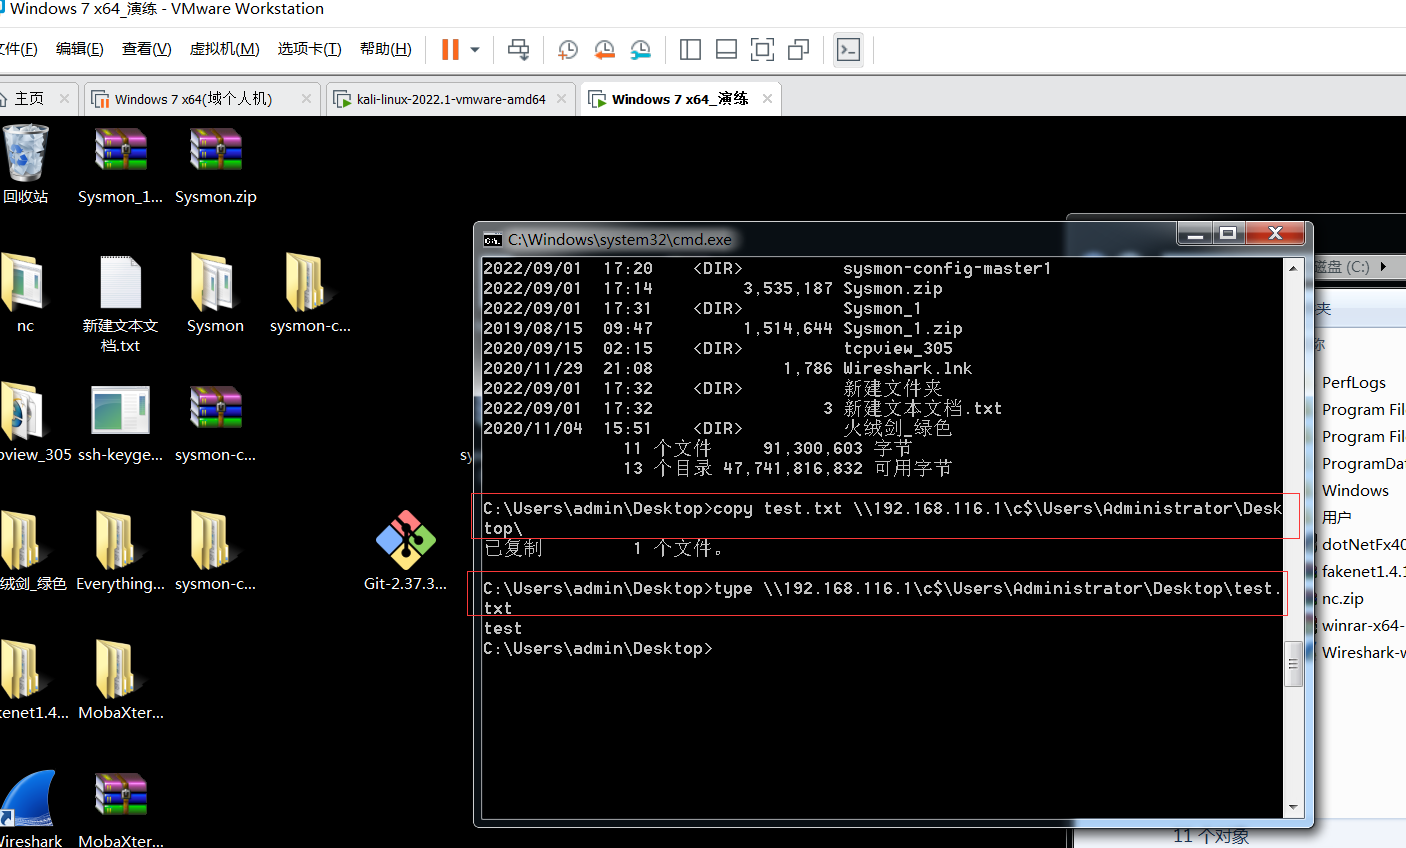 Windows 7 x64_演练 - VMware Workstation
文件(F) 编辑(E) 查看(V) 虚拟机(M) 选项卡(T) 帮助(H)
主页 Windows 7 x64(域个人机) kali-linux-2022.1-vmware-amd64 Windows 7 x64_演练
回收站 Sysmon_1... Sysmon.zip
nc 新建文本文档.txt Sysmon sysmon-c...
pview_305 ssh-keyge... sysmon-c... sy
绒剑_绿色 Everything... sysmon-c... Git-2.37.3...
kenet1.4... MobaXter...
Wireshark MobaXter...
C:\Windows\system32\cmd.exe
2022/09/01 17:20 <DIR> sysmon-config-master1
2022/09/01 17:14 3,535,187 Sysmon.zip
2022/09/01 17:31 <DIR> Sysmon_1
2019/08/15 09:47 1,514,644 Sysmon_1.zip
2020/09/15 02:15 <DIR> tcpview_305
2020/11/29 21:08 1,786 Wireshark.lnk
2022/09/01 17:32 <DIR> 新建文件夹
2022/09/01 17:32 3 新建文本文档.txt
2020/11/04 15:51 <DIR> 火绒剑_绿色
11 个文件 91,300,603 字节
13 个目录 47,741,816,832 可用字节
C:\Users\admin\Desktop>copy test.txt \\192.168.116.1\c$\Users\Administrator\Desk
top\
已复制 1 个文件。
C:\Users\admin\Desktop>type \\192.168.116.1\c$\Users\Administrator\Desktop\test.
txt
test
C:\Users\admin\Desktop>
磁盘 (C:)
夹
称
PerfLogs
Program Fil
Program Fil
ProgramDat
Windows
用户
dotNetFx40
fakenet1.4.1
nc.zip
winrar-x64-
Wireshark-w
11 个对象